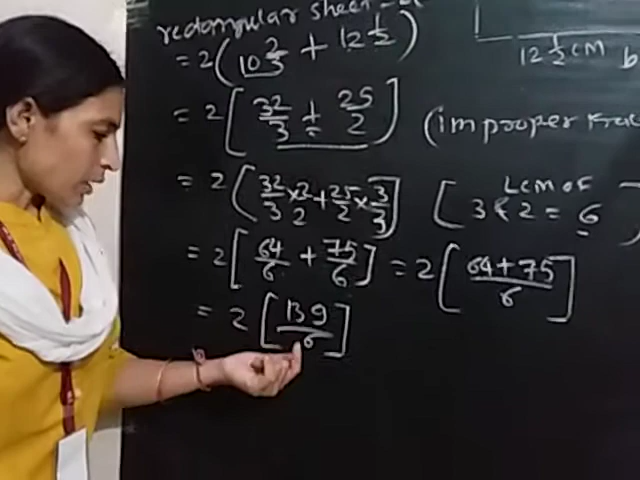 rectangular sheet
= 2 ( 10 2/3 + 12 1/2 )
12 1/2 cm b
= 2 [ 32/3 + 25/2 ] (improper Frac
= 2 ( 32/3 × 2/2 + 25/2 × 3/3 ] [ LCM OF 3 & 2 = 6 ]
= 2 [ 64/6 + 75/6 ] = 2 [ 64+75/6 ]
= 2 [ 139/6 ]